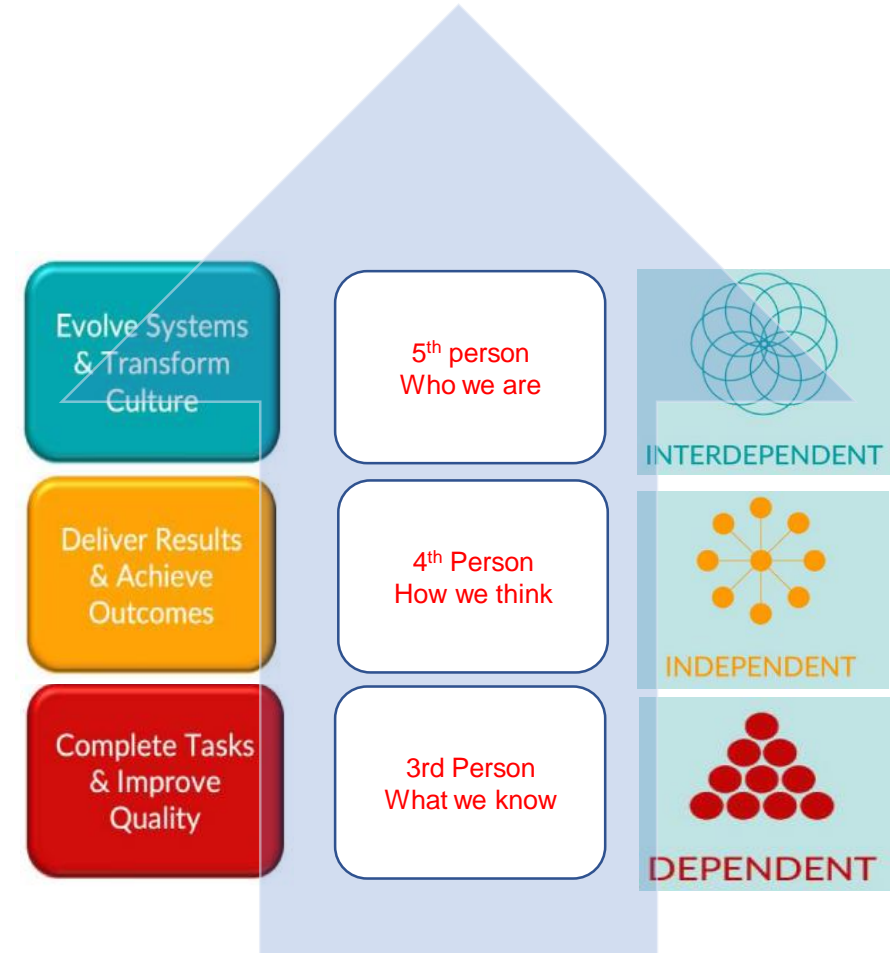 Evolve Systems
& Transform
Culture
5th person
Who we are
INTERDEPENDENT
Deliver Results
& Achieve
Outcomes
4th Person
How we think
INDEPENDENT
Complete Tasks
& Improve
Quality
3rd Person
What we know
DEPENDENT